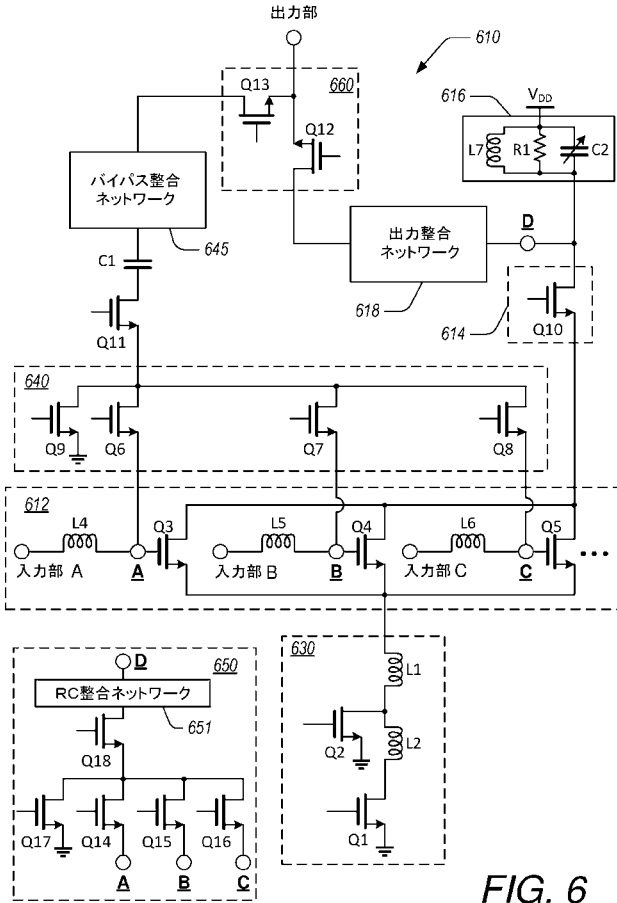 出力部
610
Q13
660
Q12
616
VDD
L7
R1
C2
バイパス整合
ネットワーク
645
出力整合
ネットワーク
618
D
C1
Q11
614
Q10
640
Q9
Q6
Q7
Q8
612
L4
Q3
L5
Q4
L6
Q5
入力部 A
A
入力部 B
B
入力部 C
C
630
L1
Q2
L2
Q1
D
650
RC整合ネットワーク
651
Q18
Q17
Q14
Q15
Q16
A
B
C
FIG. 6